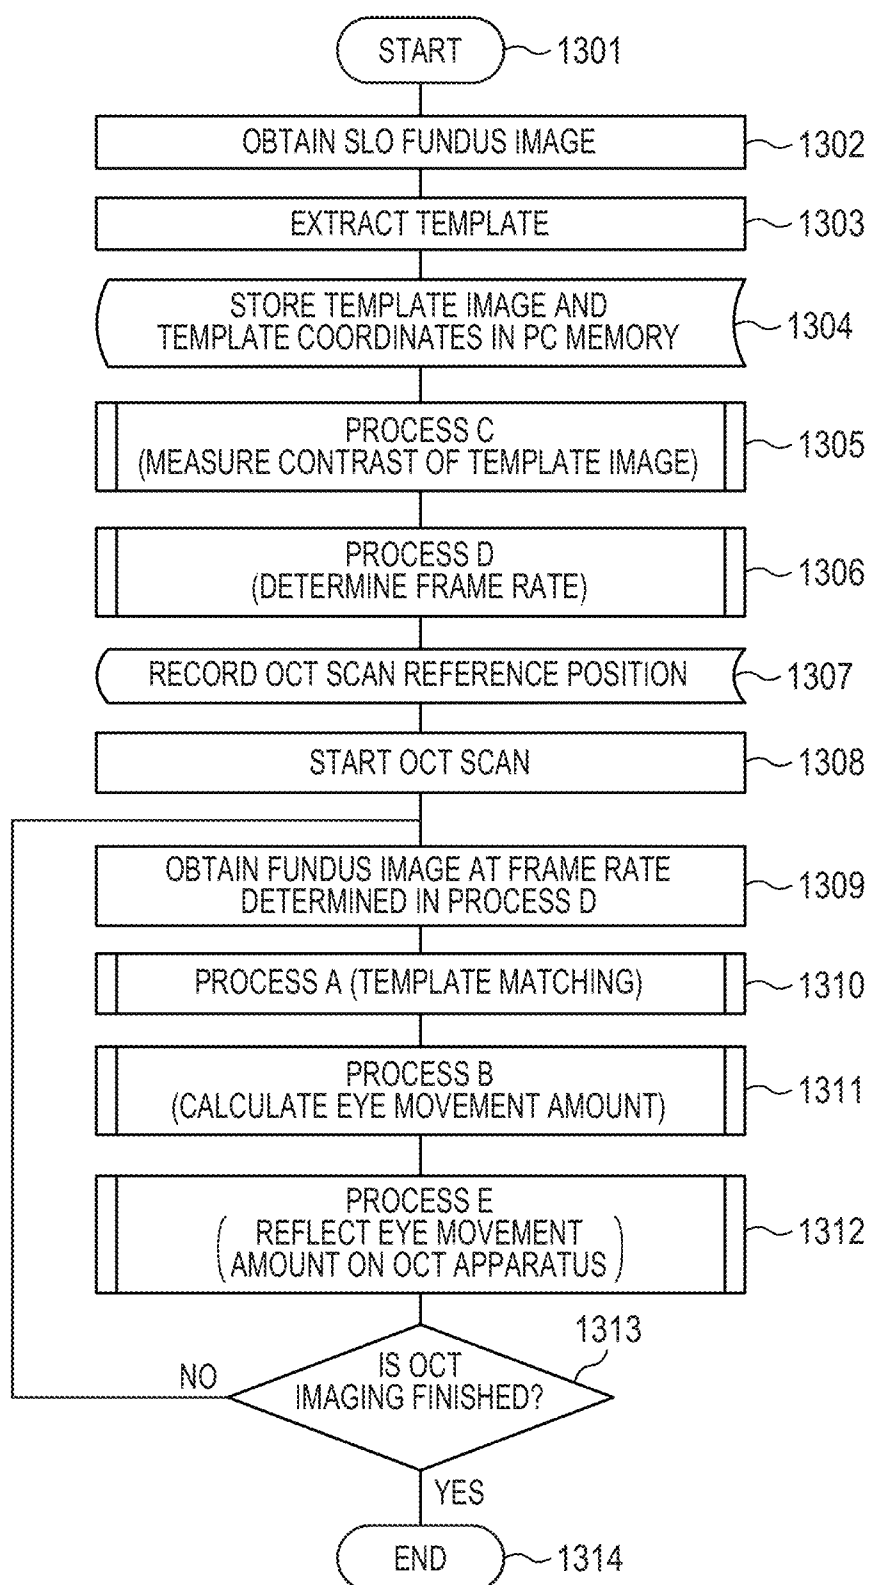 START 1301
OBTAIN SLO FUNDUS IMAGE 1302
EXTRACT TEMPLATE 1303
STORE TEMPLATE IMAGE AND
TEMPLATE COORDINATES IN PC MEMORY 1304
PROCESS C
(MEASURE CONTRAST OF TEMPLATE IMAGE) 1305
PROCESS D
(DETERMINE FRAME RATE) 1306
RECORD OCT SCAN REFERENCE POSITION 1307
START OCT SCAN 1308
OBTAIN FUNDUS IMAGE AT FRAME RATE
DETERMINED IN PROCESS D 1309
PROCESS A (TEMPLATE MATCHING) 1310
PROCESS B
(CALCULATE EYE MOVEMENT AMOUNT) 1311
PROCESS E
(REFLECT EYE MOVEMENT
AMOUNT ON OCT APPARATUS) 1312
1313
IS OCT
IMAGING FINISHED?
NO
YES
END 1314